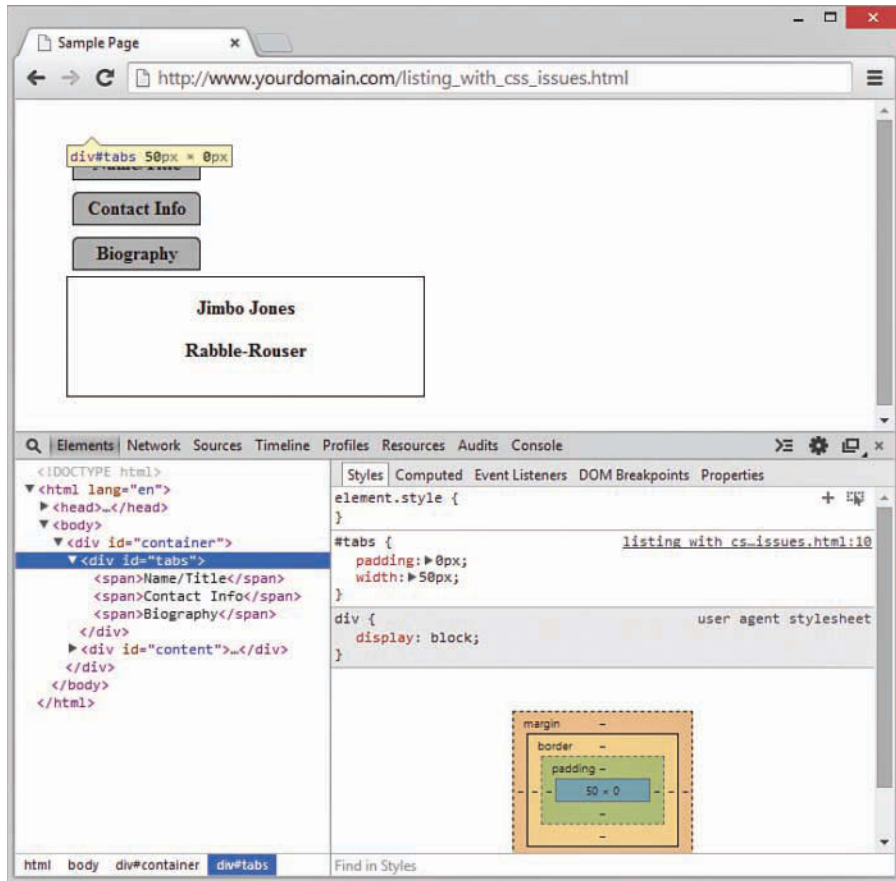 Sample Page ×
http://www.yourdomain.com/listing_with_css_issues.html
div#tabs 50px × 0px
Name/Title
Contact Info
Biography
Jimbo Jones
Rabble-Rouser
Elements Network Sources Timeline Profiles Resources Audits Console
<!DOCTYPE html>
▼<html lang="en">
▶<head>…</head>
▼<body>
▼<div id="container">
▼<div id="tabs">
<span>Name/Title</span>
<span>Contact Info</span>
<span>Biography</span>
</div>
▶<div id="content">…</div>
</div>
</body>
</html>
html body div#container div#tabs
Styles Computed Event Listeners DOM Breakpoints Properties
element.style {
}
#tabs { listing with cs…issues.html:10
padding:▶0px;
width:▶50px;
}
div { user agent stylesheet
display: block;
}
margin –
border –
padding –
– – – 50 × 0 – – –
–
–
Find in Styles